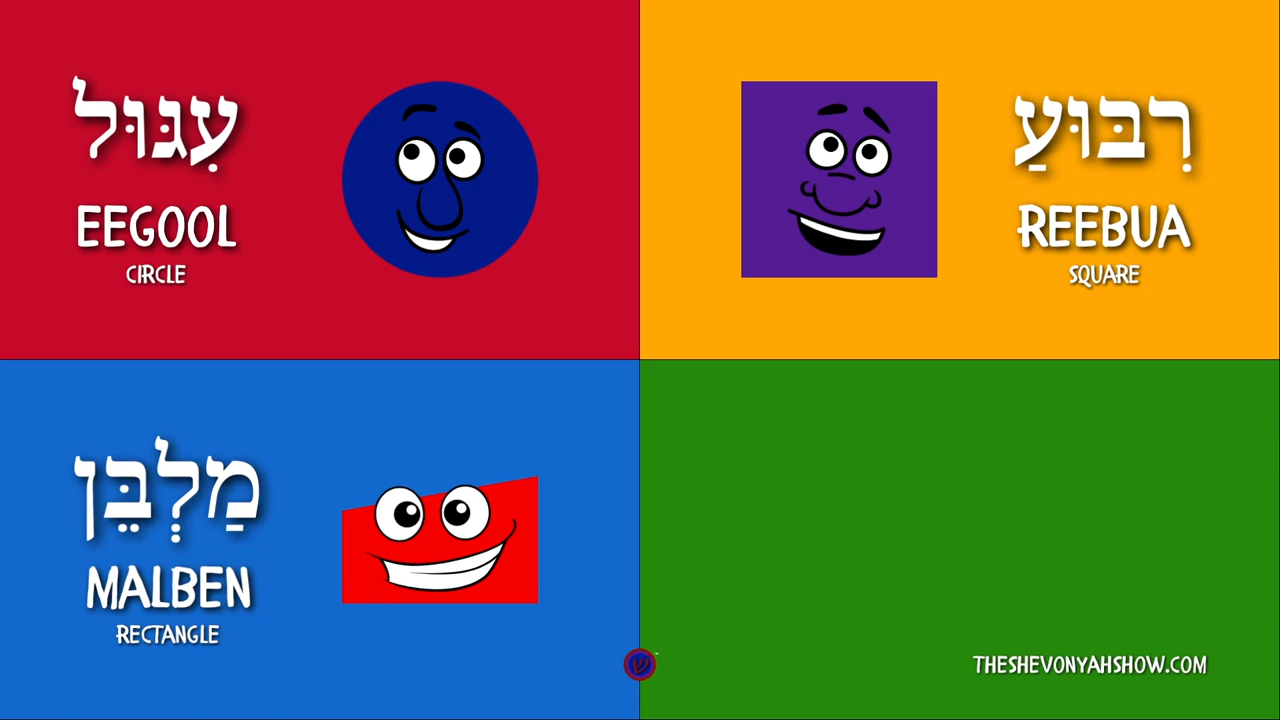 עִגּוּל
EEGOOL
CIRCLE
רִבּוּעַ
REEBUA
SQUARE
מַלְבֵּן
MALBEN
RECTANGLE
ש
THESHEVONYAHSHOW.COM